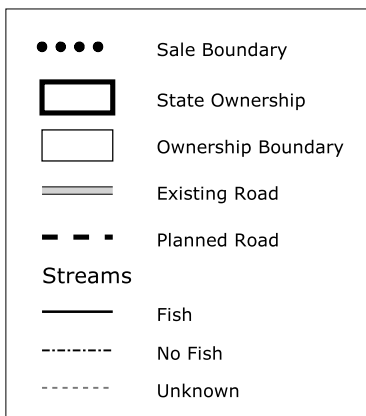 Sale Boundary
State Ownership
Ownership Boundary
Existing Road
Planned Road
Streams
Fish
No Fish
Unknown